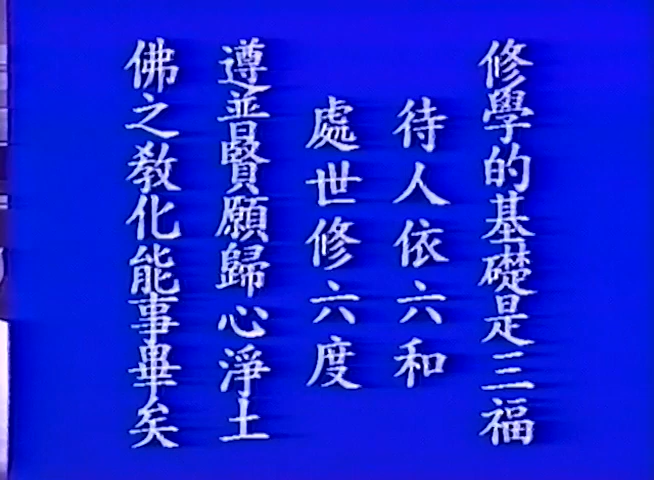 修學的基礎是三福
待人依六和
處世修六度
遵普賢願歸心淨土
佛之教化能事畢矣